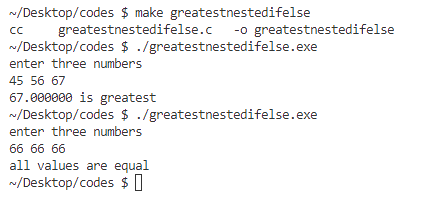 ~/Desktop/codes $ make greatestnestedifelse
cc     greatestnestedifelse.c   -o greatestnestedifelse
~/Desktop/codes $ ./greatestnestedifelse.exe
enter three numbers
45 56 67
67.000000 is greatest
~/Desktop/codes $ ./greatestnestedifelse.exe
enter three numbers
66 66 66
all values are equal
~/Desktop/codes $